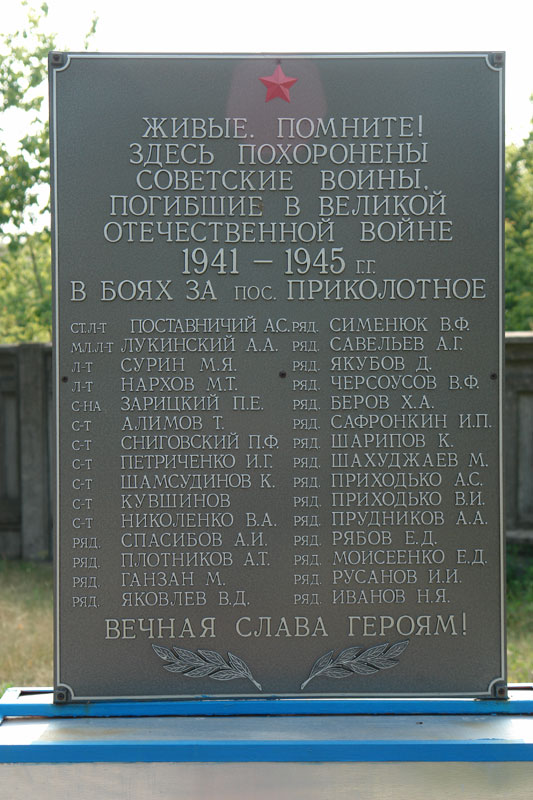 ЖИВЫЕ. ПОМНИТЕ!
ЗДЕСЬ ПОХОРОНЕНЫ
СОВЕТСКИЕ ВОИНЫ.
ПОГИБШИЕ В ВЕЛИКОЙ
ОТЕЧЕСТВЕННОЙ ВОЙНЕ
1941 – 1945 Г.Г.
В БОЯХ ЗА ПОС. ПРИКОЛОТНОЕ
СТ.Л-Т ПОСТАВНИЧИЙ А.С.
МЛ.Л-Т ЛУКИНСКИЙ А.А.
Л-Т СУРИН М.Я.
Л-Т НАРХОВ М.Т.
С-НА ЗАРИЦКИЙ П.Е.
С-Т АЛИМОВ Т.
С-Т СНИГОВСКИЙ П.Ф.
С-Т ПЕТРИЧЕНКО И.Г.
С-Т ШАМСУДИНОВ К.
С-Т КУВШИНОВ
С-Т НИКОЛЕНКО В.А.
РЯД. СПАСИБОВ А.И.
РЯД. ПЛОТНИКОВ А.Т.
РЯД. ГАНЗАН М.
РЯД. ЯКОВЛЕВ В.Д.
РЯД. СИМЕНЮК В.Ф.
РЯД. САВЕЛЬЕВ А.Г.
РЯД. ЯКУБОВ Д.
РЯД. ЧЕРСОУСОВ В.Ф.
РЯД. БЕРОВ Х.А.
РЯД. САФРОНКИН И.П.
РЯД. ШАРИПОВ К.
РЯД. ШАХУДЖАЕВ М.
РЯД. ПРИХОДЬКО А.С.
РЯД. ПРИХОДЬКО В.И.
РЯД. ПРУДНИКОВ А.А.
РЯД. РЯБОВ Е.Д.
РЯД. МОИСЕЕНКО Е.Д.
РЯД. РУСАНОВ И.И.
РЯД. ИВАНОВ Н.Я.
ВЕЧНАЯ СЛАВА ГЕРОЯМ!